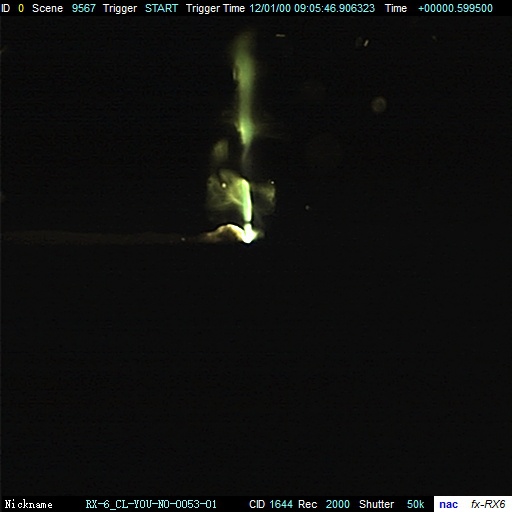 ID 0 Scene 9567 Trigger START Trigger Time 12/01/00 09:05:46.906323 Time +00000.599500
Nickname RX-6_CL-YOU-NO-0053-01 CID 1644 Rec 2000 Shutter 50k nac fx-RX6